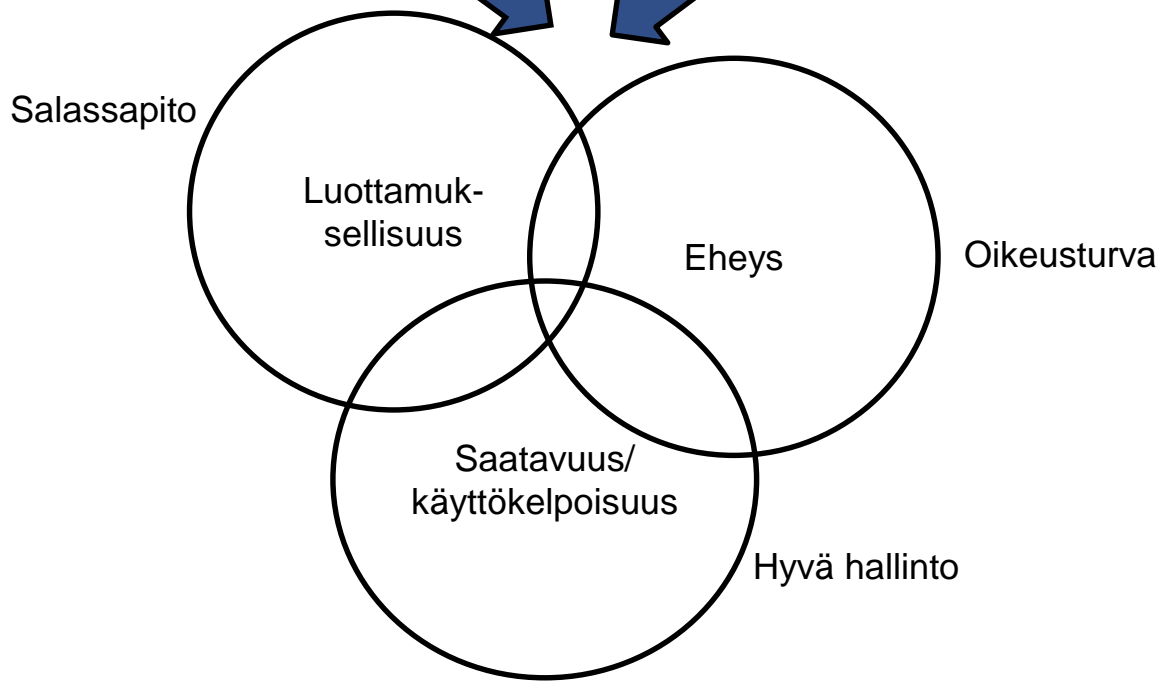 Salassapito
Luottamuk-
sellisuus
Eheys
Oikeusturva
Saatavuus/
käyttökelpoisuus
Hyvä hallinto